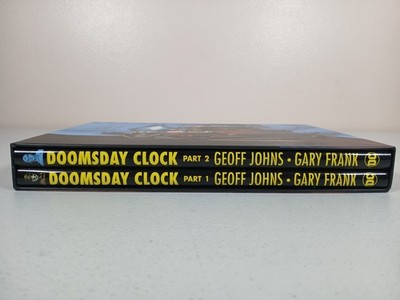 DOOMSDAY CLOCK PART 2 GEOFF JOHNS • GARY FRANK
DOOMSDAY CLOCK PART 1 GEOFF JOHNS • GARY FRANK